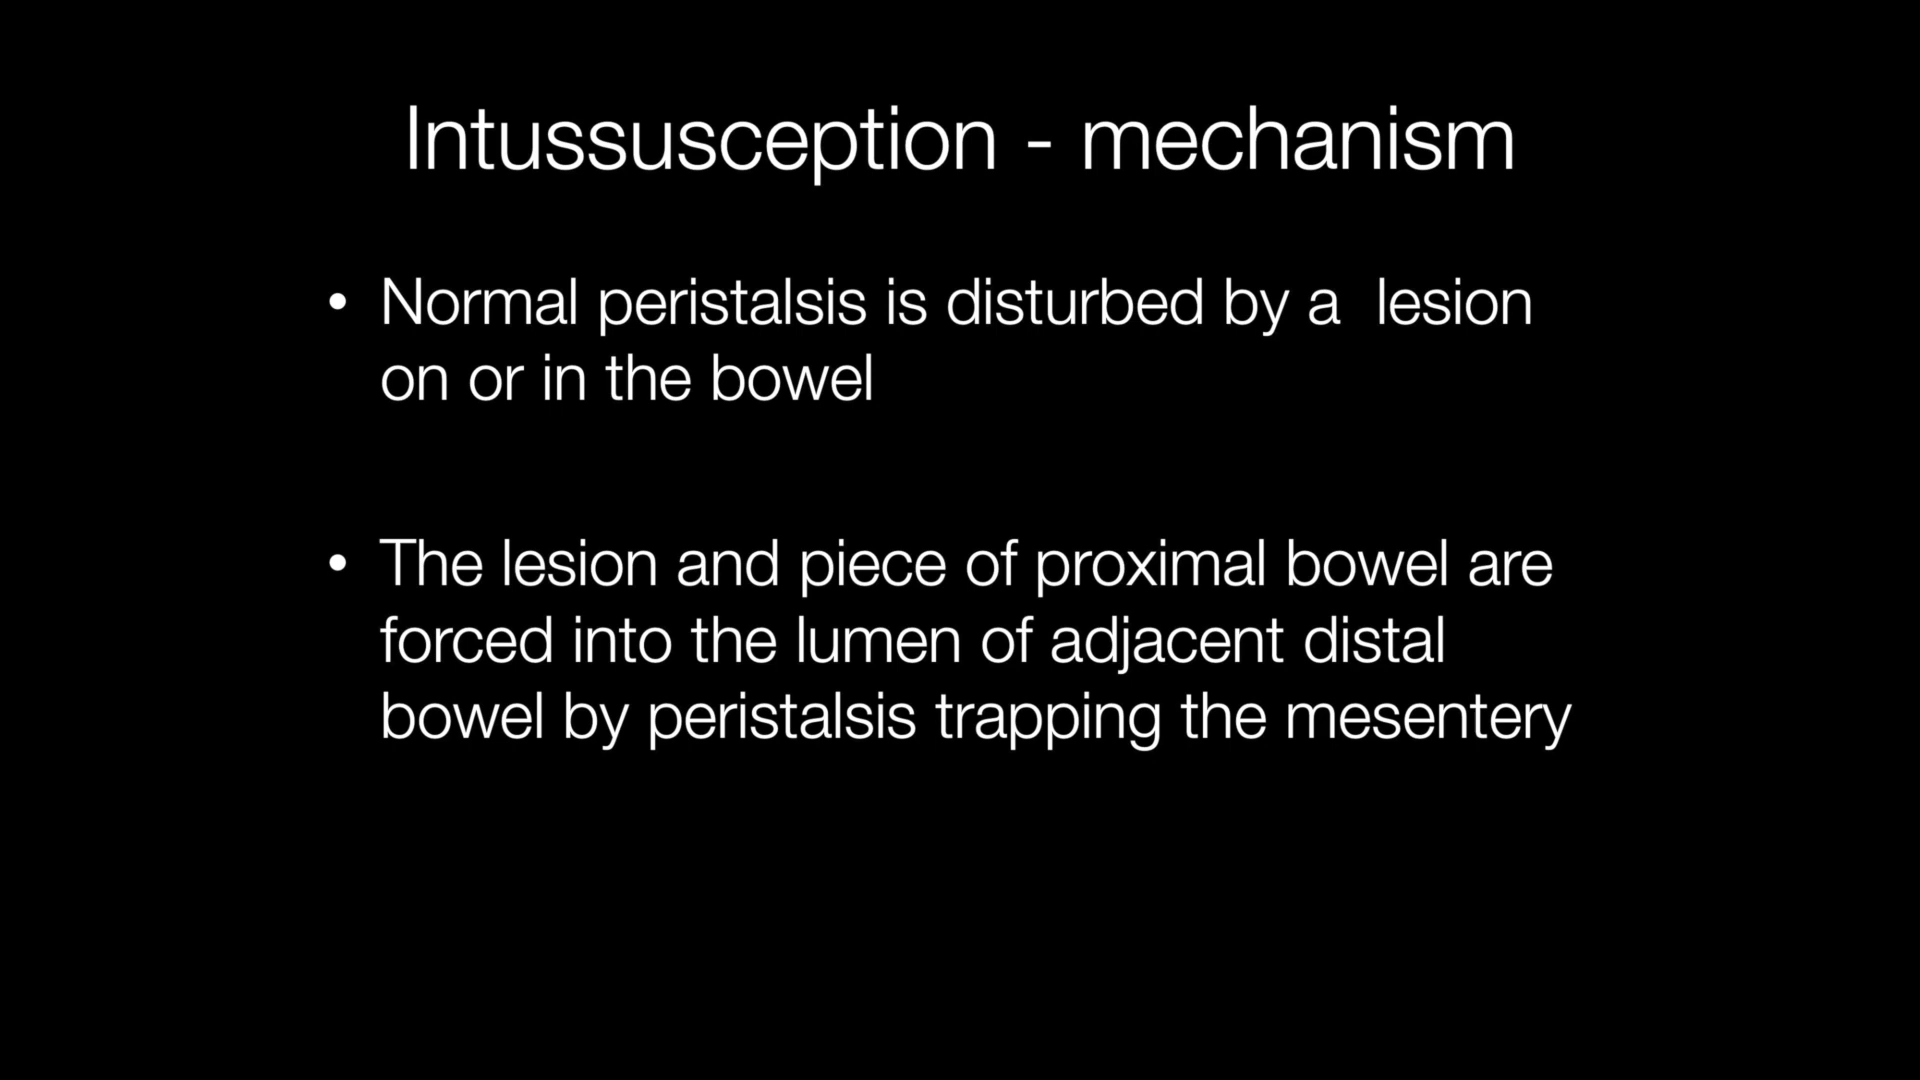 Intussusception - mechanism
• Normal peristalsis is disturbed by a  lesion
on or in the bowel
• The lesion and piece of proximal bowel are
forced into the lumen of adjacent distal
bowel by peristalsis trapping the mesentery